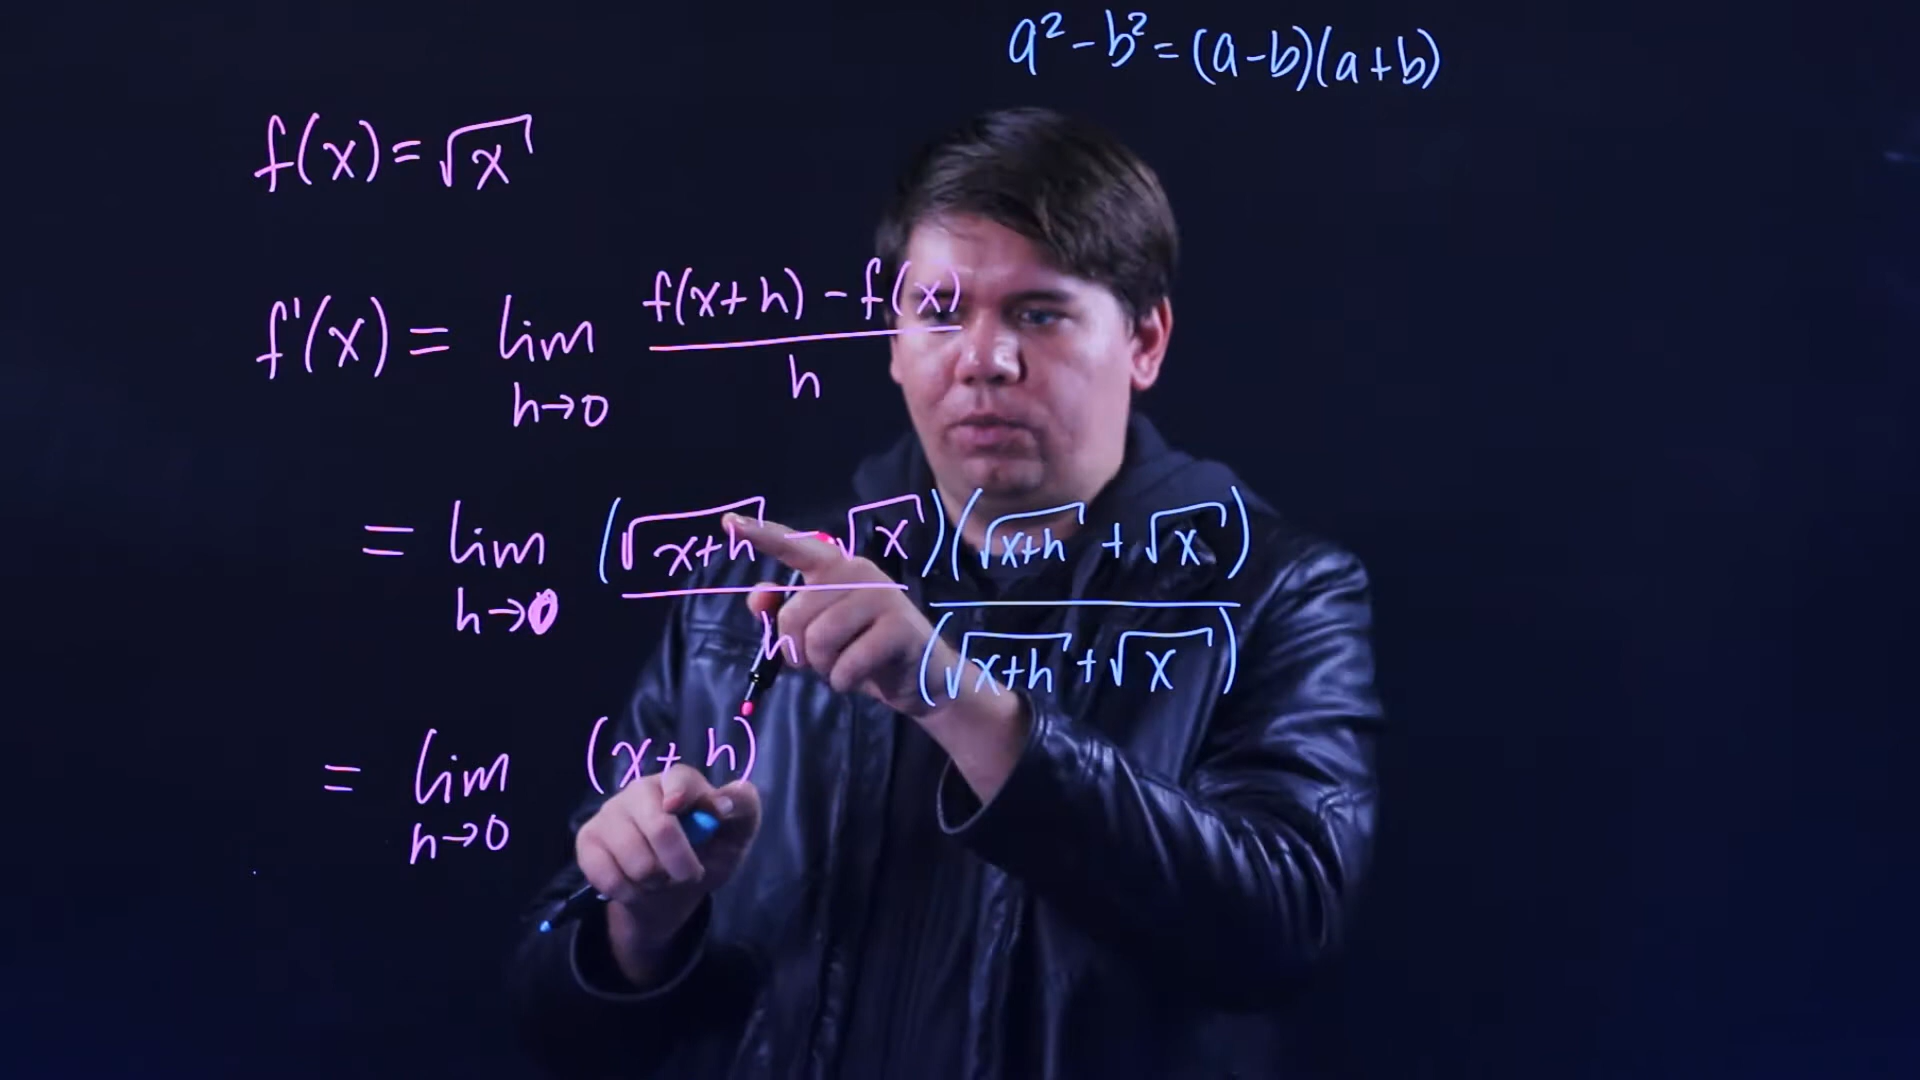 a² - b² = (a-b)(a+b)
f(x) = √x
f'(x) = lim h→0 (f(x+h) - f(x)) / h
= lim h→0 (√(x+h) - √x)(√(x+h) + √x) / h (√(x+h) + √x)
= lim h→0 (x+h)